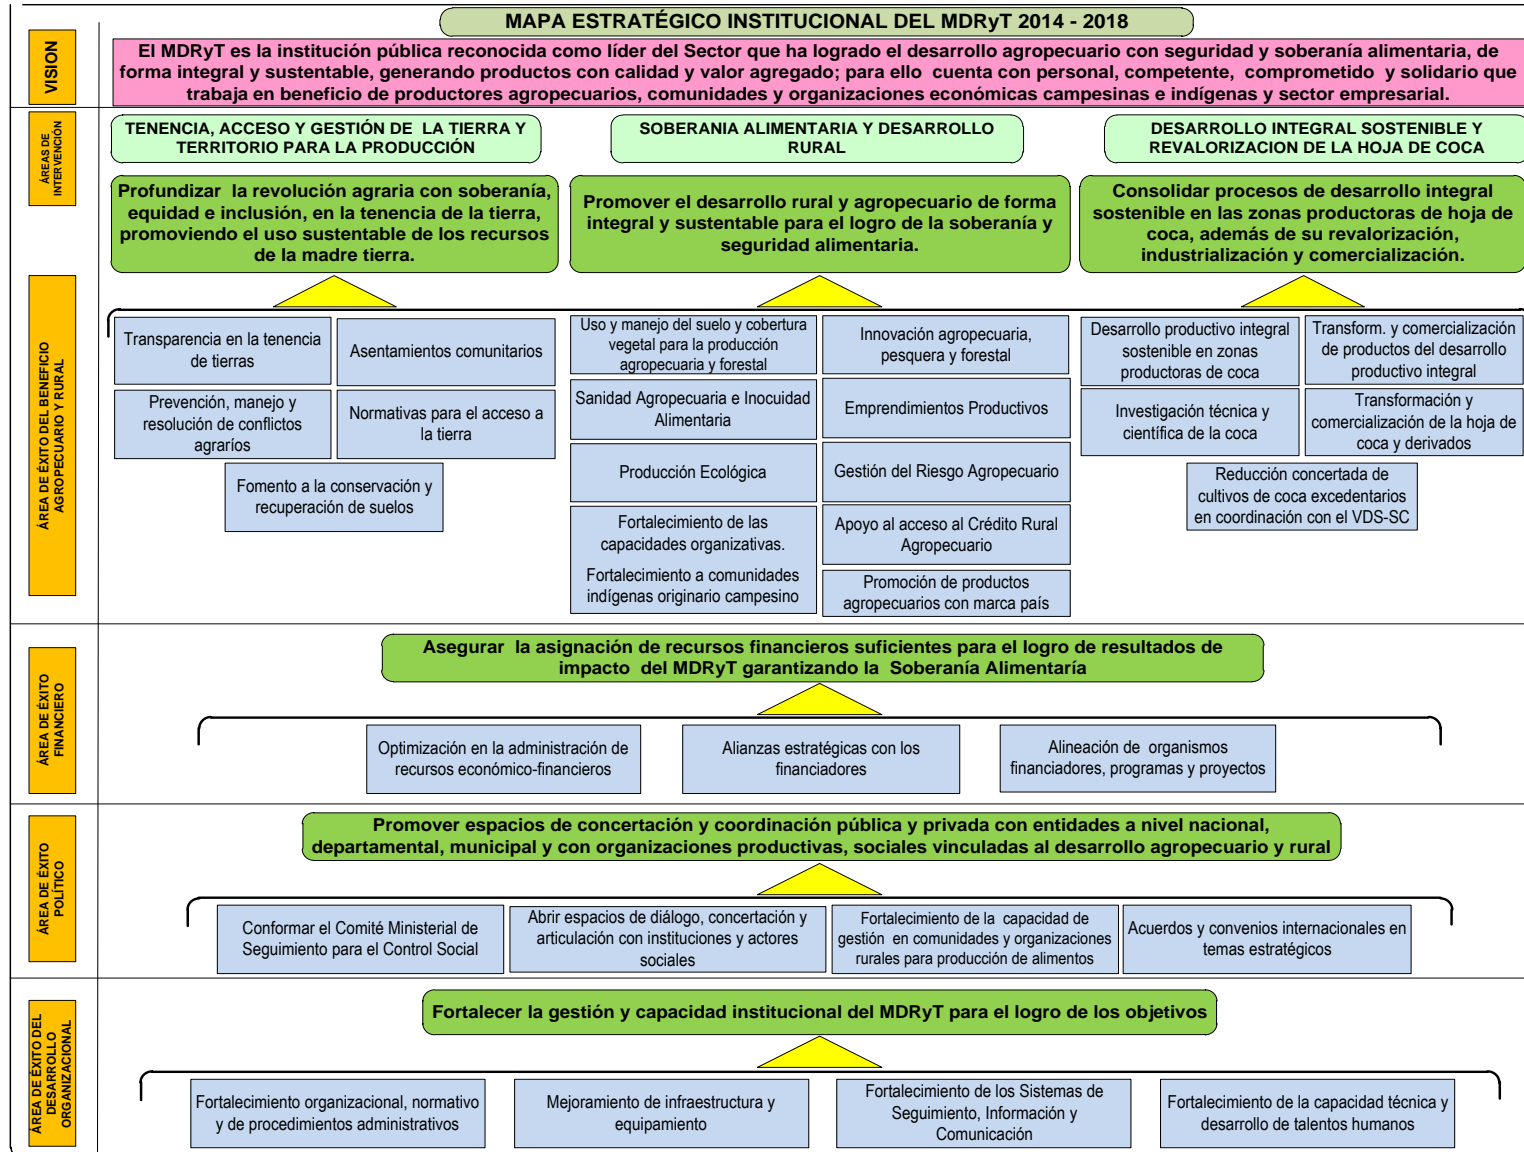 MAPA ESTRATÉGICO INSTITUCIONAL DEL MDRyT 2014 - 2018
VISION
El MDRyT es la institución pública reconocida como líder del Sector que ha logrado el desarrollo agropecuario con seguridad y soberanía alimentaria, de
forma integral y sustentable, generando productos con calidad y valor agregado; para ello cuenta con personal, competente, comprometido y solidario que
trabaja en beneficio de productores agropecuarios, comunidades y organizaciones económicas campesinas e indígenas y sector empresarial.
ÁREAS DE
INTERVENCIÓN
TENENCIA, ACCESO Y GESTIÓN DE LA TIERRA Y
TERRITORIO PARA LA PRODUCCIÓN
SOBERANIA ALIMENTARIA Y DESARROLLO
RURAL
DESARROLLO INTEGRAL SOSTENIBLE Y
REVALORIZACION DE LA HOJA DE COCA
Profundizar la revolución agraria con soberanía,
equidad e inclusión, en la tenencia de la tierra,
promoviendo el uso sustentable de los recursos
de la madre tierra.
Promover el desarrollo rural y agropecuario de forma
integral y sustentable para el logro de la soberanía y
seguridad alimentaria.
Consolidar procesos de desarrollo integral
sostenible en las zonas productoras de hoja de
coca, además de su revalorización,
industrialización y comercialización.
ÁREA DE ÉXITO DEL BENEFICIO
AGROPECUARIO Y RURAL
Transparencia en la tenencia
de tierras
Asentamientos comunitarios
Prevención, manejo y
resolución de conflictos
agraríos
Normativas para el acceso a
la tierra
Fomento a la conservación y
recuperación de suelos
Uso y manejo del suelo y cobertura
vegetal para la producción
agropecuaria y forestal
Innovación agropecuaria,
pesquera y forestal
Sanidad Agropecuaria e Inocuidad
Alimentaria
Emprendimientos Productivos
Producción Ecológica
Gestión del Riesgo Agropecuario
Fortalecimiento de las
capacidades organizativas.
Fortalecimiento a comunidades
indígenas originario campesino
Apoyo al acceso al Crédito Rural
Agropecuario
Promoción de productos
agropecuarios con marca país
Desarrollo productivo integral
sostenible en zonas
productoras de coca
Transform. y comercialización
de productos del desarrollo
productivo integral
Investigación técnica y
científica de la coca
Transformación y
comercialización de la hoja de
coca y derivados
Reducción concertada de
cultivos de coca excedentarios
en coordinación con el VDS-SC
ÁREA DE ÉXITO
FINANCIERO
Asegurar la asignación de recursos financieros suficientes para el logro de resultados de
impacto del MDRyT garantizando la Soberanía Alimentaría
Optimización en la administración de
recursos económico-financieros
Alianzas estratégicas con los
financiadores
Alineación de organismos
financiadores, programas y proyectos
ÁREA DE ÉXITO
POLÍTICO
Promover espacios de concertación y coordinación pública y privada con entidades a nivel nacional,
departamental, municipal y con organizaciones productivas, sociales vinculadas al desarrollo agropecuario y rural
Conformar el Comité Ministerial de
Seguimiento para el Control Social
Abrir espacios de diálogo, concertación y
articulación con instituciones y actores
sociales
Fortalecimiento de la capacidad de
gestión en comunidades y organizaciones
rurales para producción de alimentos
Acuerdos y convenios internacionales en
temas estratégicos
ÁREA DE ÉXITO DEL
DESARROLLO
ORGANIZACIONAL
Fortalecer la gestión y capacidad institucional del MDRyT para el logro de los objetivos
Fortalecimiento organizacional, normativo
y de procedimientos administrativos
Mejoramiento de infraestructura y
equipamiento
Fortalecimiento de los Sistemas de
Seguimiento, Información y
Comunicación
Fortalecimiento de la capacidad técnica y
desarrollo de talentos humanos